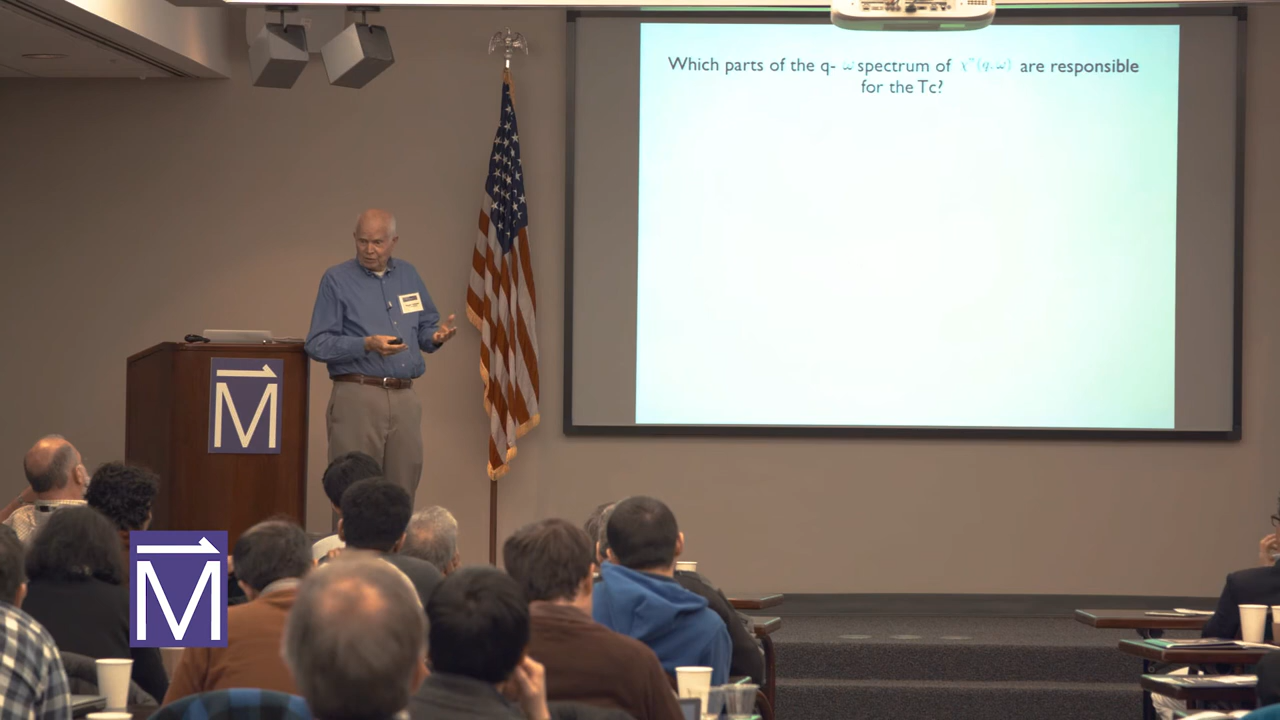 Which parts of the q- ω spectrum of χ''(q,ω) are responsible
for the Tc?
M
M